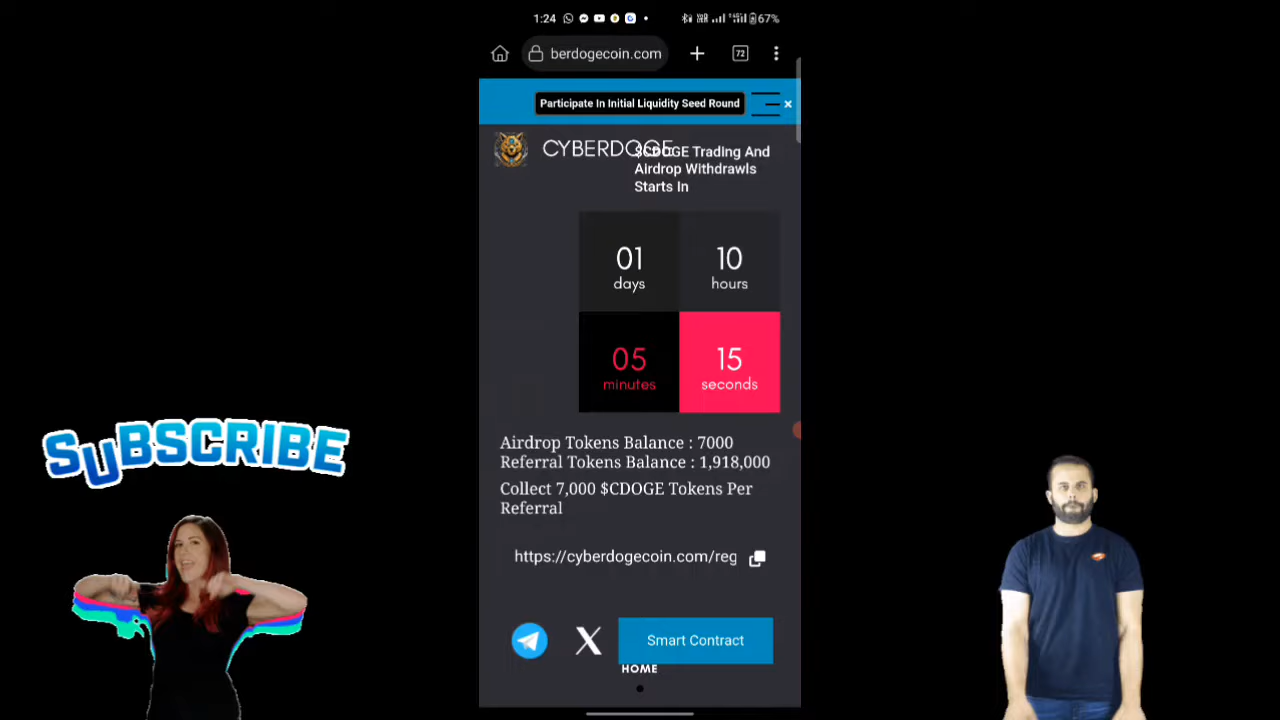 1:24
67%
berdogecoin.com
72
Participate In Initial Liquidity Seed Round
CYBERDOGE
$CDOGE Trading And
Airdrop Withdrawls
Starts In
01
days
10
hours
05
minutes
15
seconds
Airdrop Tokens Balance : 7000
Referral Tokens Balance : 1,918,000
Collect 7,000 $CDOGE Tokens Per
Referral
https://cyberdogecoin.com/reg
Smart Contract
HOME
SUBSCRIBE